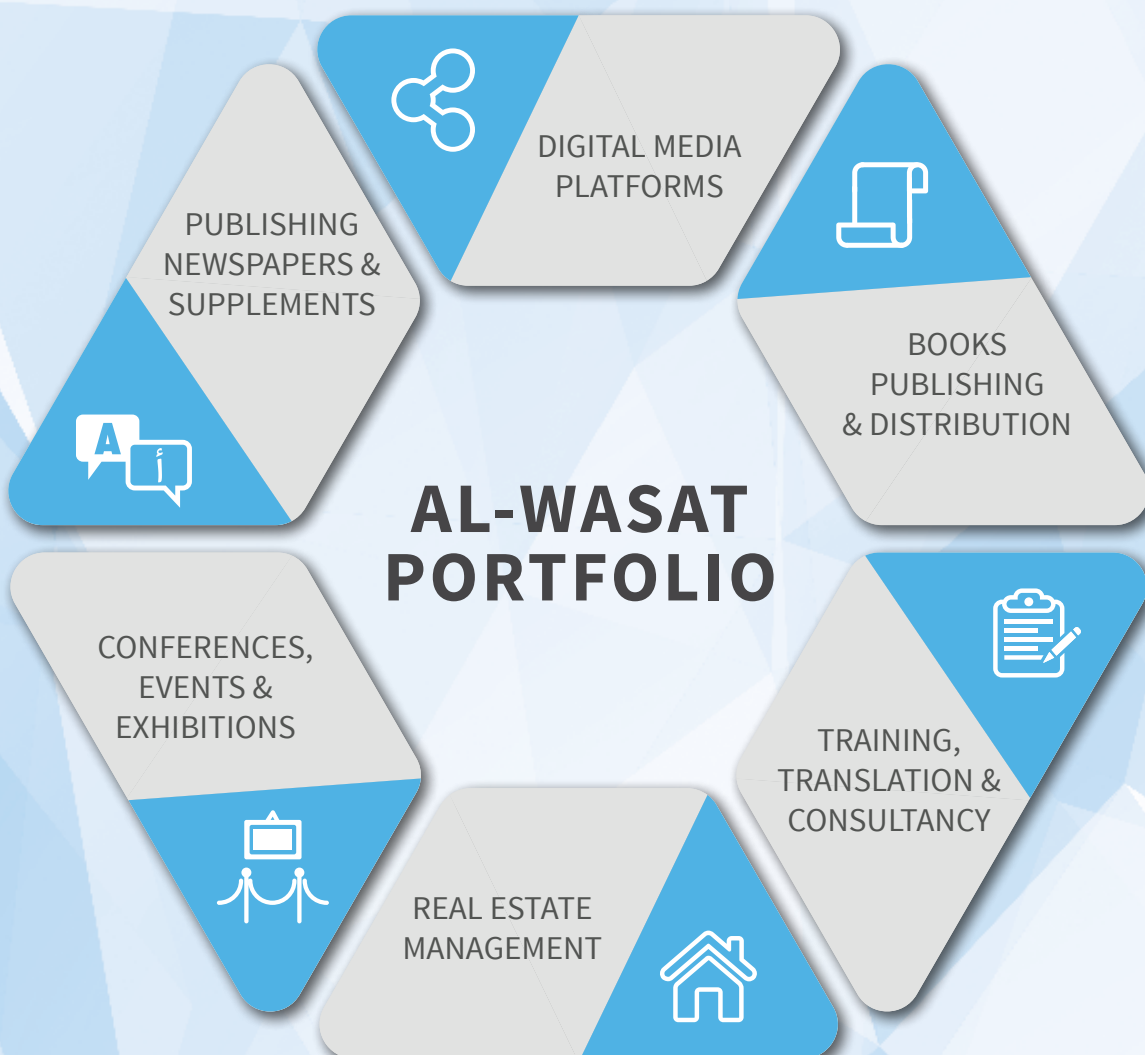 DIGITAL MEDIA
PLATFORMS
PUBLISHING
NEWSPAPERS &
SUPPLEMENTS
A
أ
BOOKS
PUBLISHING
& DISTRIBUTION
AL-WASAT
PORTFOLIO
CONFERENCES,
EVENTS &
EXHIBITIONS
TRAINING,
TRANSLATION &
CONSULTANCY
REAL ESTATE
MANAGEMENT